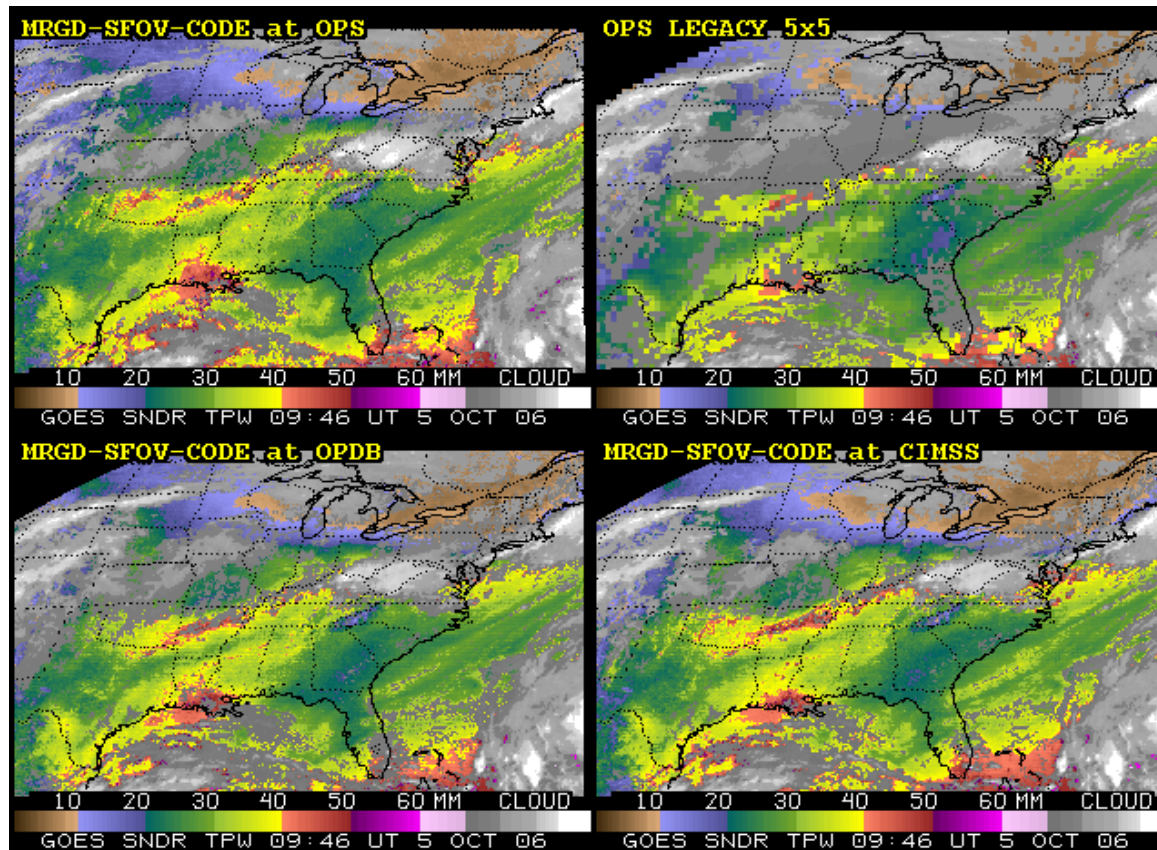 MRGD-SFOV-CODE at OPS
OPS LEGACY 5x5
10 20 30 40 50 60 MM CLOUD
10 20 30 40 50 60 MM CLOUD
GOES SNDR TPW 09:46 UT 5 OCT 06
GOES SNDR TPW 09:46 UT 5 OCT 06
MRGD-SFOV-CODE at OPDB
MRGD-SFOV-CODE at CIMSS
10 20 30 40 50 60 MM CLOUD
10 20 30 40 50 60 MM CLOUD
GOES SNDR TPW 09:46 UT 5 OCT 06
GOES SNDR TPW 09:46 UT 5 OCT 06